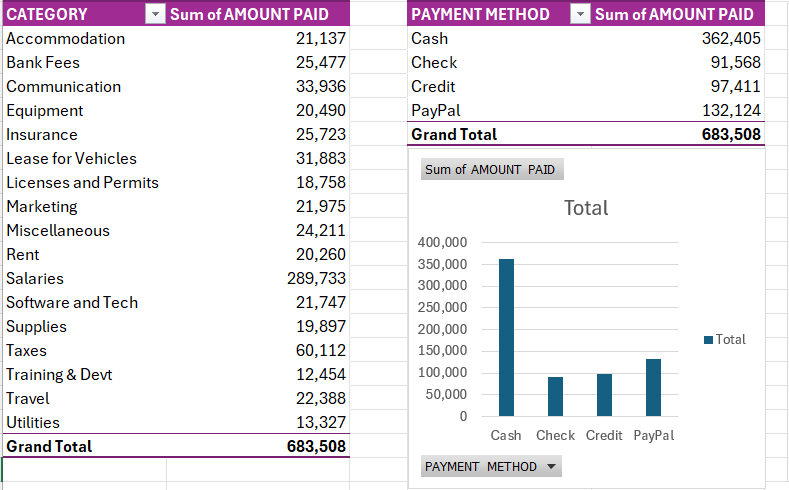 CATEGORY Sum of AMOUNT PAID
Accommodation 21,137
Bank Fees 25,477
Communication 33,936
Equipment 20,490
Insurance 25,723
Lease for Vehicles 31,883
Licenses and Permits 18,758
Marketing 21,975
Miscellaneous 24,211
Rent 20,260
Salaries 289,733
Software and Tech 21,747
Supplies 19,897
Taxes 60,112
Training & Devt 12,454
Travel 22,388
Utilities 13,327
Grand Total 683,508
PAYMENT METHOD Sum of AMOUNT PAID
Cash 362,405
Check 91,568
Credit 97,411
PayPal 132,124
Grand Total 683,508
Sum of AMOUNT PAID
Total
400,000
350,000
300,000
250,000
200,000
150,000
100,000
50,000
0
Cash Check Credit PayPal
Total
PAYMENT METHOD